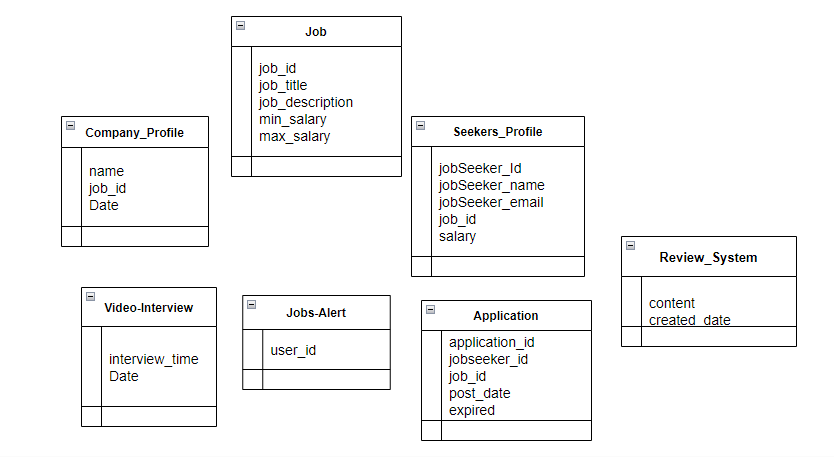 Job
job_id
job_title
job_description
min_salary
max_salary
Company_Profile
name
job_id
Date
Seekers_Profile
jobSeeker_Id
jobSeeker_name
jobSeeker_email
job_id
salary
Review_System
content
created_date
Video-Interview
interview_time
Date
Jobs-Alert
user_id
Application
application_id
jobseeker_id
job_id
post_date
expired